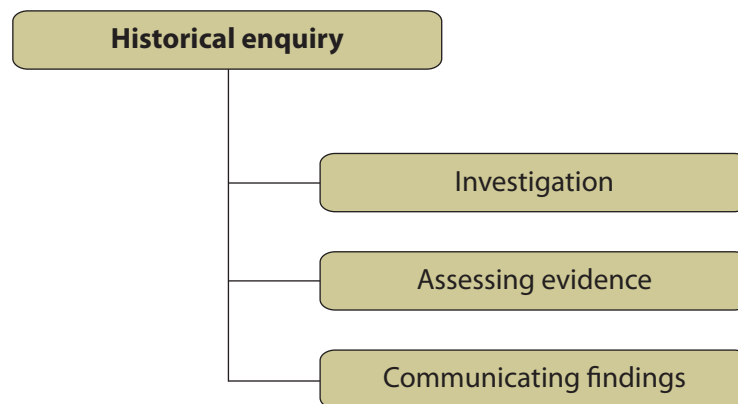 Historical enquiry
Investigation
Assessing evidence
Communicating findings